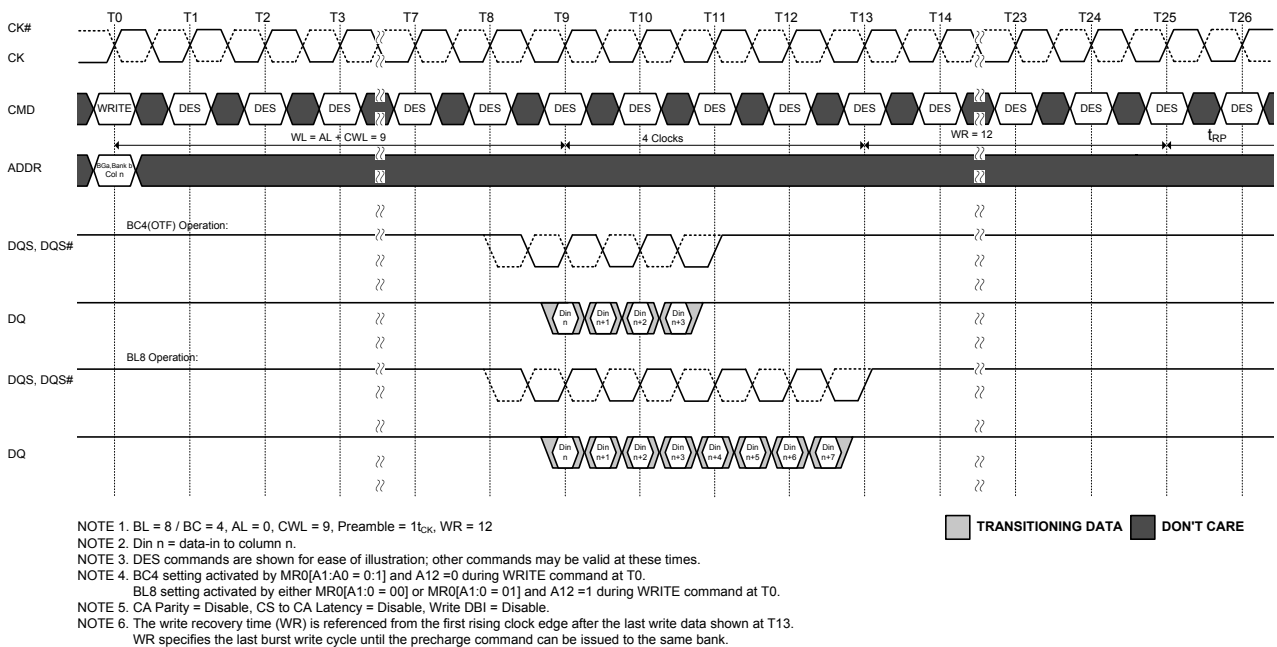 T0 T1 T2 T3 T7 T8 T9 T10 T11 T12 T13 T14 T23 T24 T25 T26
CK#
CK
CMD WRITE DES DES DES DES DES DES DES DES DES DES DES DES DES DES DES
WL = AL + CWL = 9 4 Clocks WR = 12 tRP
ADDR
BGa,Bank b
Col n
BC4(OTF) Operation:
DQS, DQS#
DQ
Din Din Din Din
n n+1 n+2 n+3
BL8 Operation:
DQS, DQS#
DQ
Din Din Din Din Din Din Din Din
n n+1 n+2 n+3 n+4 n+5 n+6 n+7
NOTE 1. BL = 8 / BC = 4, AL = 0, CWL = 9, Preamble = 1tCK, WR = 12
NOTE 2. Din n = data-in to column n.
NOTE 3. DES commands are shown for ease of illustration; other commands may be valid at these times.
NOTE 4. BC4 setting activated by MR0[A1:A0 = 0:1] and A12 =0 during WRITE command at T0.
BL8 setting activated by either MR0[A1:0 = 00] or MR0[A1:0 = 01] and A12 =1 during WRITE command at T0.
NOTE 5. CA Parity = Disable, CS to CA Latency = Disable, Write DBI = Disable.
NOTE 6. The write recovery time (WR) is referenced from the first rising clock edge after the last write data shown at T13.
WR specifies the last burst write cycle until the precharge command can be issued to the same bank.
TRANSITIONING DATA DON'T CARE